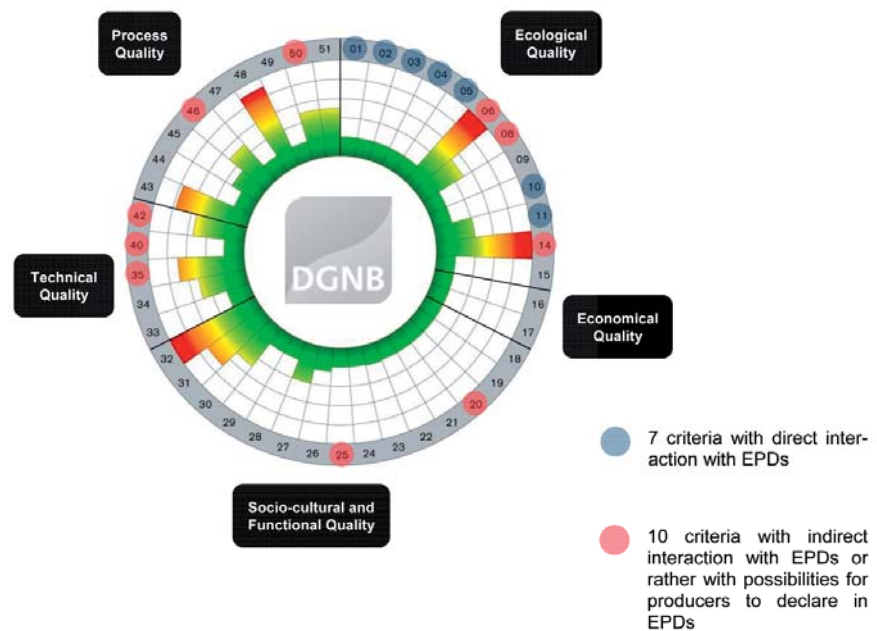 Process
Quality
Ecological
Quality
01
02
03
04
05
06
08
09
10
11
14
15
16
17
18
19
20
21
22
23
24
25
26
27
28
29
30
31
32
33
34
35
40
42
43
44
45
46
47
48
49
50
51
DGNB
Technical
Quality
Economical
Quality
Socio-cultural and
Functional Quality
7 criteria with direct inter-
action with EPDs
10 criteria with indirect
interaction with EPDs or
rather with possibilities for
producers to declare in
EPDs